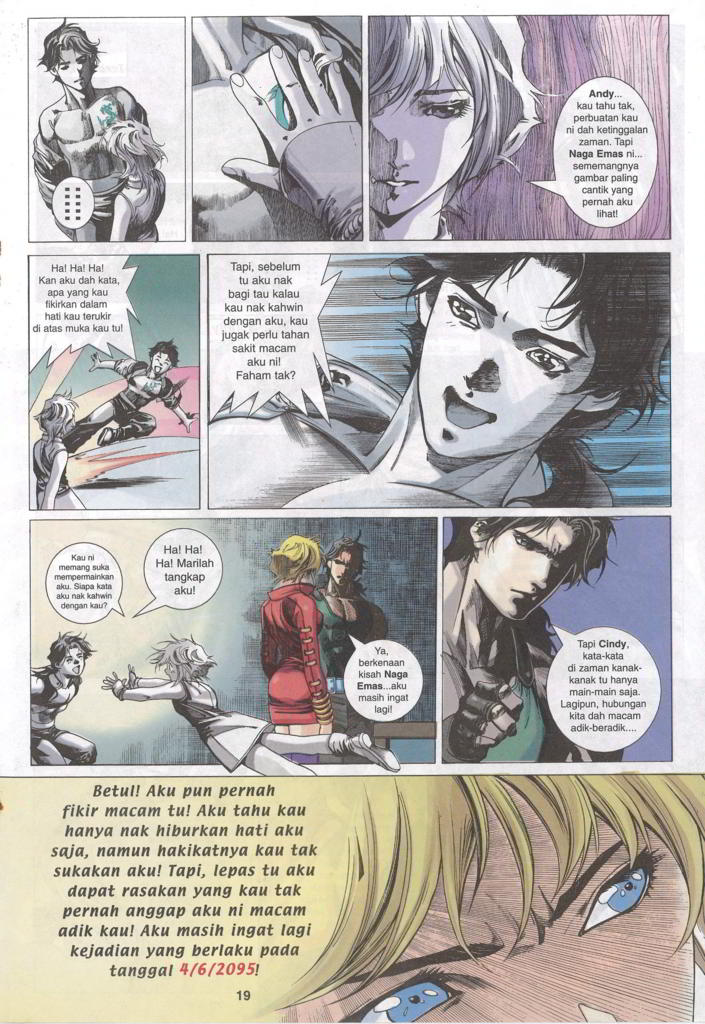 Andy...
kau tahu tak,
perbuatan kau
ni dah ketinggalan
zaman. Tapi
Naga Emas ni...
sememangnya
gambar paling
cantik yang
pernah aku
lihat!
Ha! Ha! Ha!
Kan aku dah kata,
apa yang kau
fikirkan dalam
hati kau terukir
di atas muka kau tu!
Tapi, sebelum
tu aku nak
bagi tau kalau
kau nak kahwin
dengan aku, kau
jugak perlu tahan
sakit macam
aku ni!
Faham tak?
Kau ni
memang suka
mempermainkan
aku. Siapa kata
aku nak kahwin
dengan kau?
Ha! Ha!
Ha! Marilah
tangkap
aku!
Ya,
berkenaan
kisah Naga
Emas...aku
masih ingat
lagi!
Tapi Cindy,
kata-kata
di zaman kanak-
kanak tu hanya
main-main saja.
Lagipun, hubungan
kita dah macam
adik-beradik....
Betul! Aku pun pernah
fikir macam tu! Aku tahu kau
hanya nak hiburkan hati aku
saja, namun hakikatnya kau tak
sukakan aku! Tapi, lepas tu aku
dapat rasakan yang kau tak
pernah anggap aku ni macam
adik kau! Aku masih ingat lagi
kejadian yang berlaku pada
tanggal 4/6/2095!
19